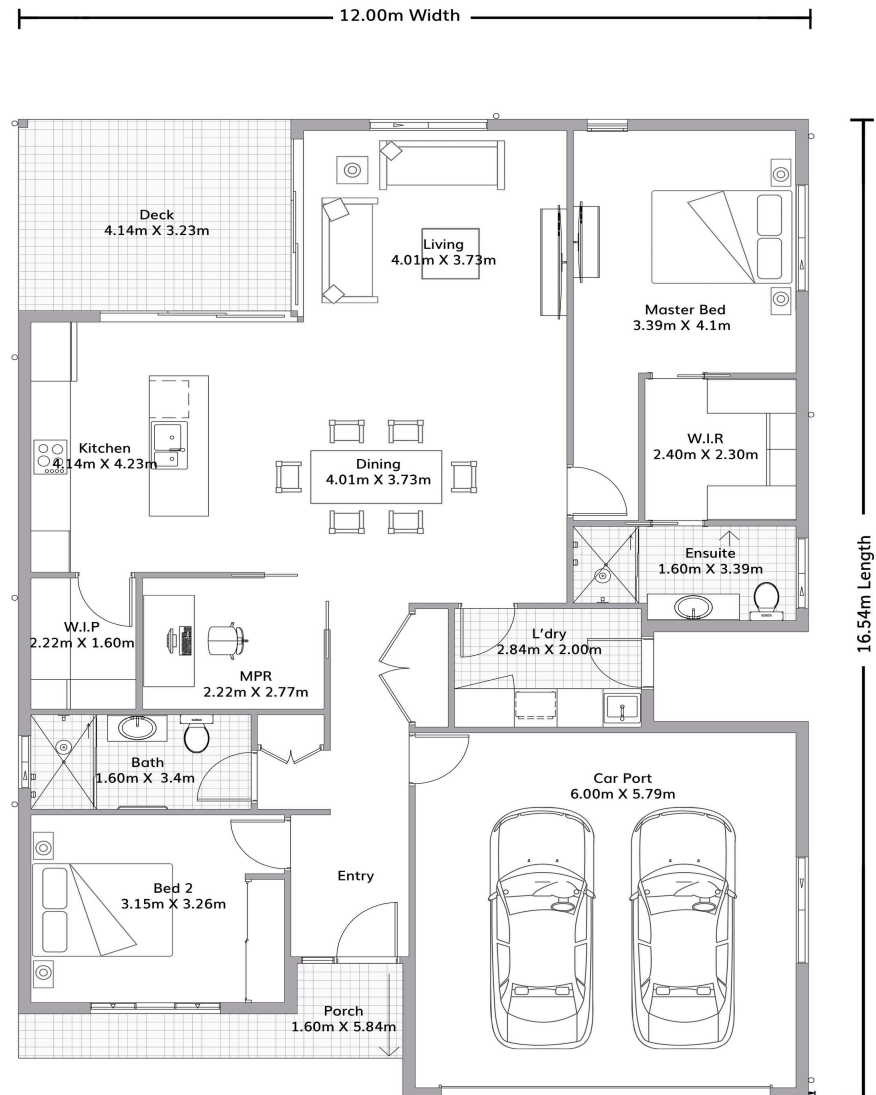 12.00m Width
Deck
4.14m X 3.23m
Living
4.01m X 3.73m
Master Bed
3.39m X 4.1m
Kitchen
4.14m X 4.23m
Dining
4.01m X 3.73m
W.I.R
2.40m X 2.30m
Ensuite
1.60m X 3.39m
16.54m Length
W.I.P
2.22m X 1.60m
MPR
2.22m X 2.77m
L'dry
2.84m X 2.00m
Bath
1.60m X  3.4m
Car Port
6.00m X 5.79m
Bed 2
3.15m X 3.26m
Entry
Porch
1.60m X 5.84m